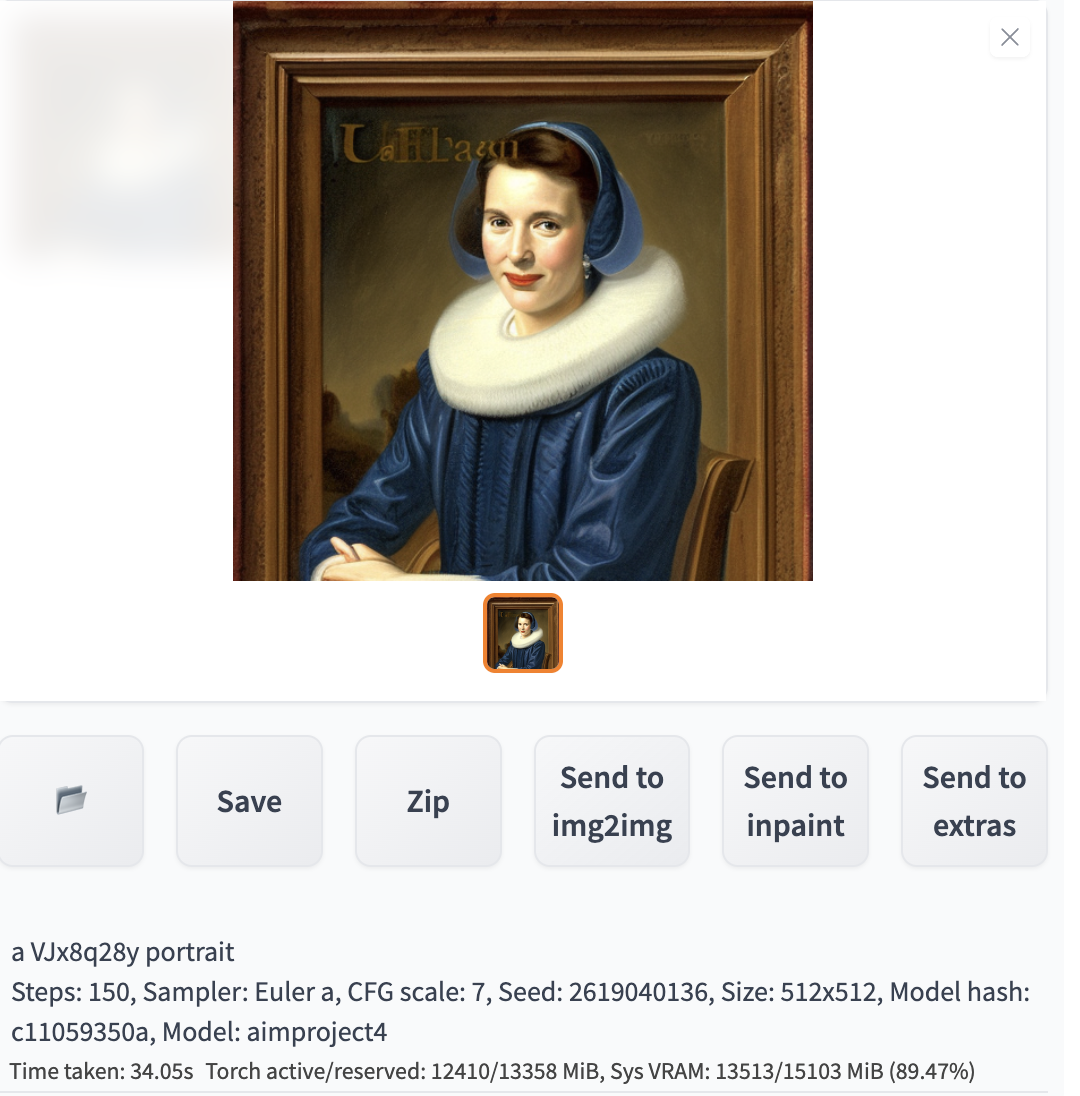 Save
Zip
Send to
img2img
Send to
inpaint
Send to
extras
a VJx8q28y portrait
Steps: 150, Sampler: Euler a, CFG scale: 7, Seed: 2619040136, Size: 512x512, Model hash:
c11059350a, Model: aimproject4
Time taken: 34.05s Torch active/reserved: 12410/13358 MiB, Sys VRAM: 13513/15103 MiB (89.47%)